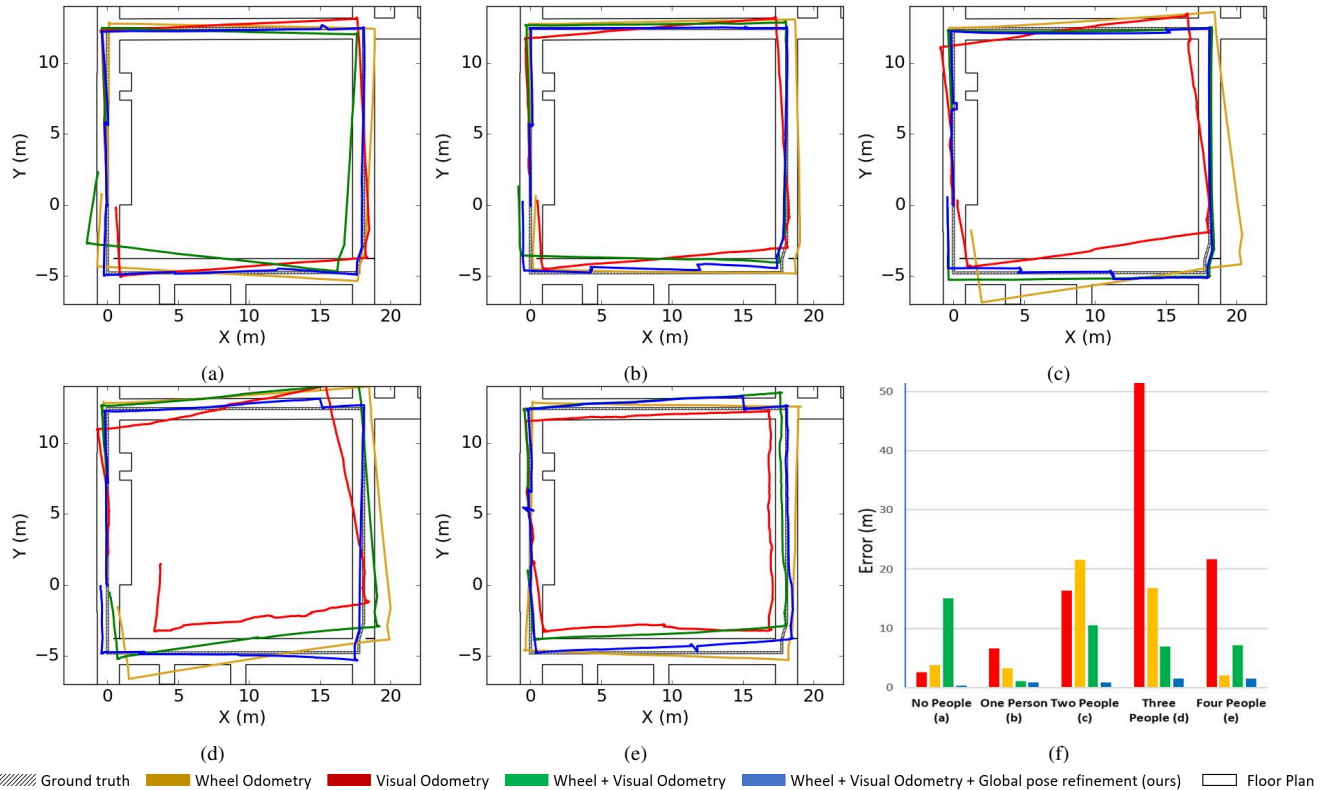 10
5
0
−5
Y (m)
0 5 10 15 20
X (m)
(a)
10
5
0
−5
Y (m)
0 5 10 15 20
X (m)
(b)
10
5
0
−5
Y (m)
0 5 10 15 20
X (m)
(c)
10
5
0
−5
Y (m)
0 5 10 15 20
X (m)
(d)
10
5
0
−5
Y (m)
0 5 10 15 20
X (m)
(e)
50
40
30
20
10
0
Error (m)
No People
(a)
One Person
(b)
Two People
(c)
Three
People (d)
Four People
(e)
(f)
Ground truth
Wheel Odometry
Visual Odometry
Wheel + Visual Odometry
Wheel + Visual Odometry + Global pose refinement (ours)
Floor Plan